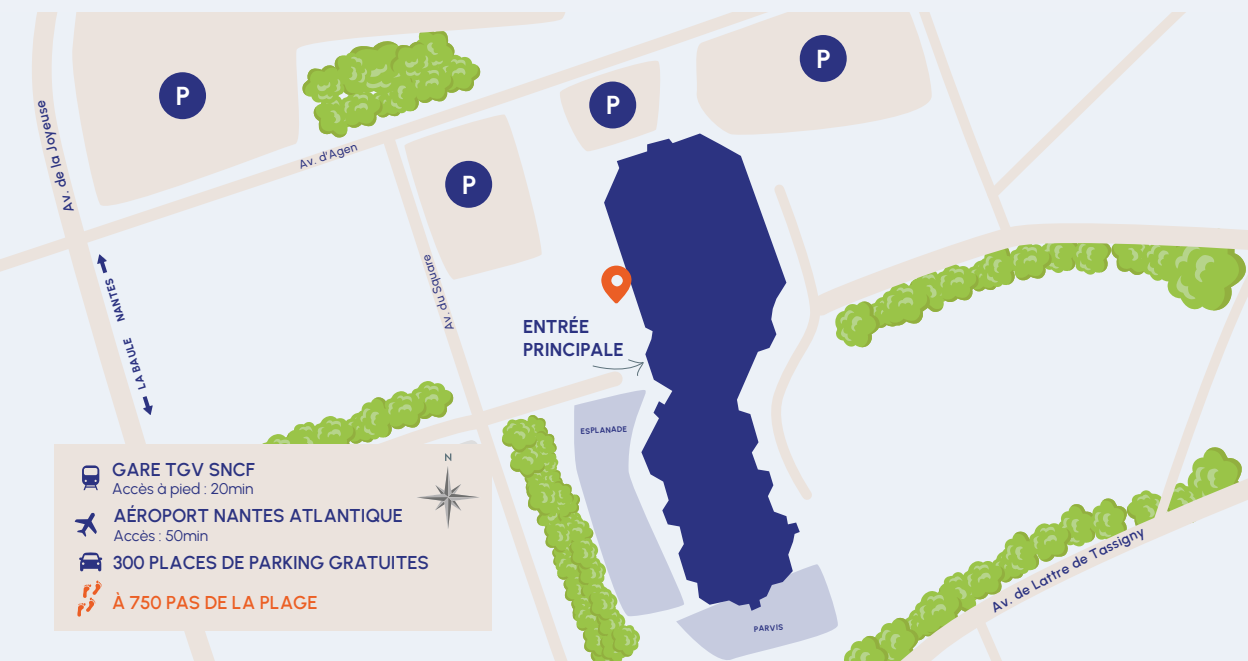 P
P
P
P
Av. de la Joyeuse
Av. d'Agen
Av. du Square
NANTES
LA BAULE
ENTRÉE
PRINCIPALE
ESPLANADE
N
GARE TGV SNCF
Accès à pied : 20min
AÉROPORT NANTES ATLANTIQUE
Accès : 50min
300 PLACES DE PARKING GRATUITES
À 750 PAS DE LA PLAGE
Av. de Lattre de Tassigny
PARVIS